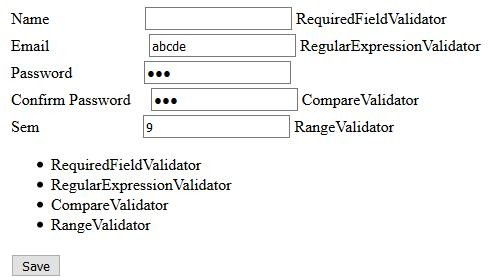 Name RequiredFieldValidator
Email abcde RegularExpressionValidator
Password ●●●
Confirm Password ●●● CompareValidator
Sem 9 RangeValidator
• RequiredFieldValidator
• RegularExpressionValidator
• CompareValidator
• RangeValidator
Save